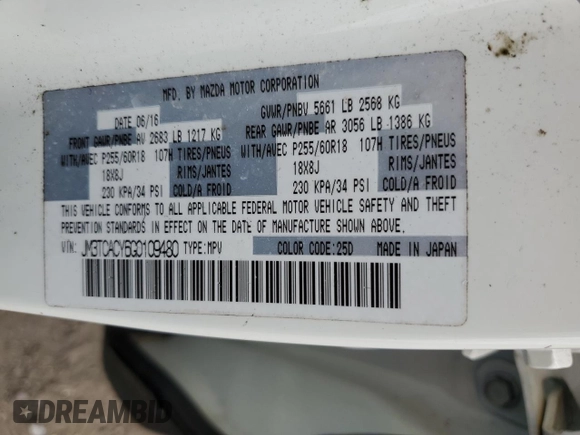 MFD. BY MAZDA MOTOR CORPORATION
DATE 06/16
GVWR/PNBV 5661 LB 2568 KG
FRONT GAWR/PNBE AV 2683 LB 1217 KG
REAR GAWR/PNBE AR 3056 LB 1386 KG
WITH/AVEC P255/60R18 107H TIRES/PNEUS
WITH/AVEC P255/60R18 107H TIRES/PNEUS
18X8J RIMS/JANTES
18X8J RIMS/JANTES
230 KPA/34 PSI COLD/A FROID
230 KPA/34 PSI COLD/A FROID
THIS VEHICLE CONFORMS TO ALL APPLICABLE FEDERAL MOTOR VEHICLE SAFETY AND THEFT
PREVENTION STANDARDS IN EFFECT ON THE DATE OF MANUFACTURE SHOWN ABOVE.
VIN: JM3TCACY6G0109480 TYPE:MPV COLOR CODE:25D MADE IN JAPAN
DREAMBID